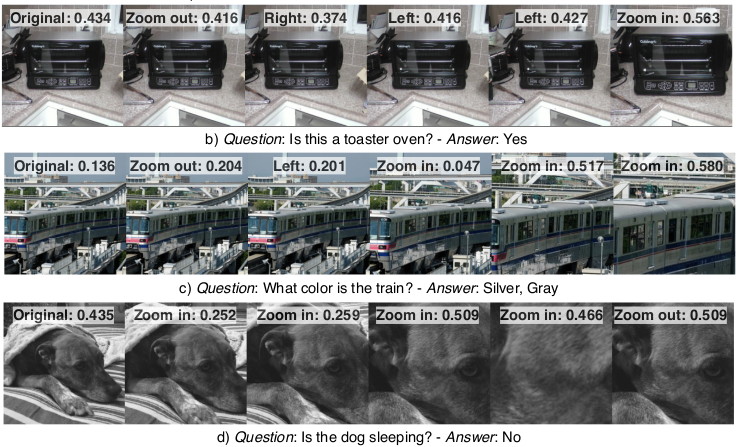 Original: 0.434 Zoom out: 0.416 Right: 0.374 Left: 0.416 Left: 0.427 Zoom in: 0.563
b) Question: Is this a toaster oven? - Answer: Yes
Original: 0.136 Zoom out: 0.204 Left: 0.201 Zoom in: 0.047 Zoom in: 0.517 Zoom in: 0.580
c) Question: What color is the train? - Answer: Silver, Gray
Original: 0.435 Zoom in: 0.252 Zoom in: 0.259 Zoom in: 0.509 Zoom in: 0.466 Zoom out: 0.509
d) Question: Is the dog sleeping? - Answer: No